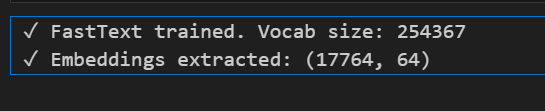 ✓ FastText trained. Vocab size: 254367
✓ Embeddings extracted: (17764, 64)